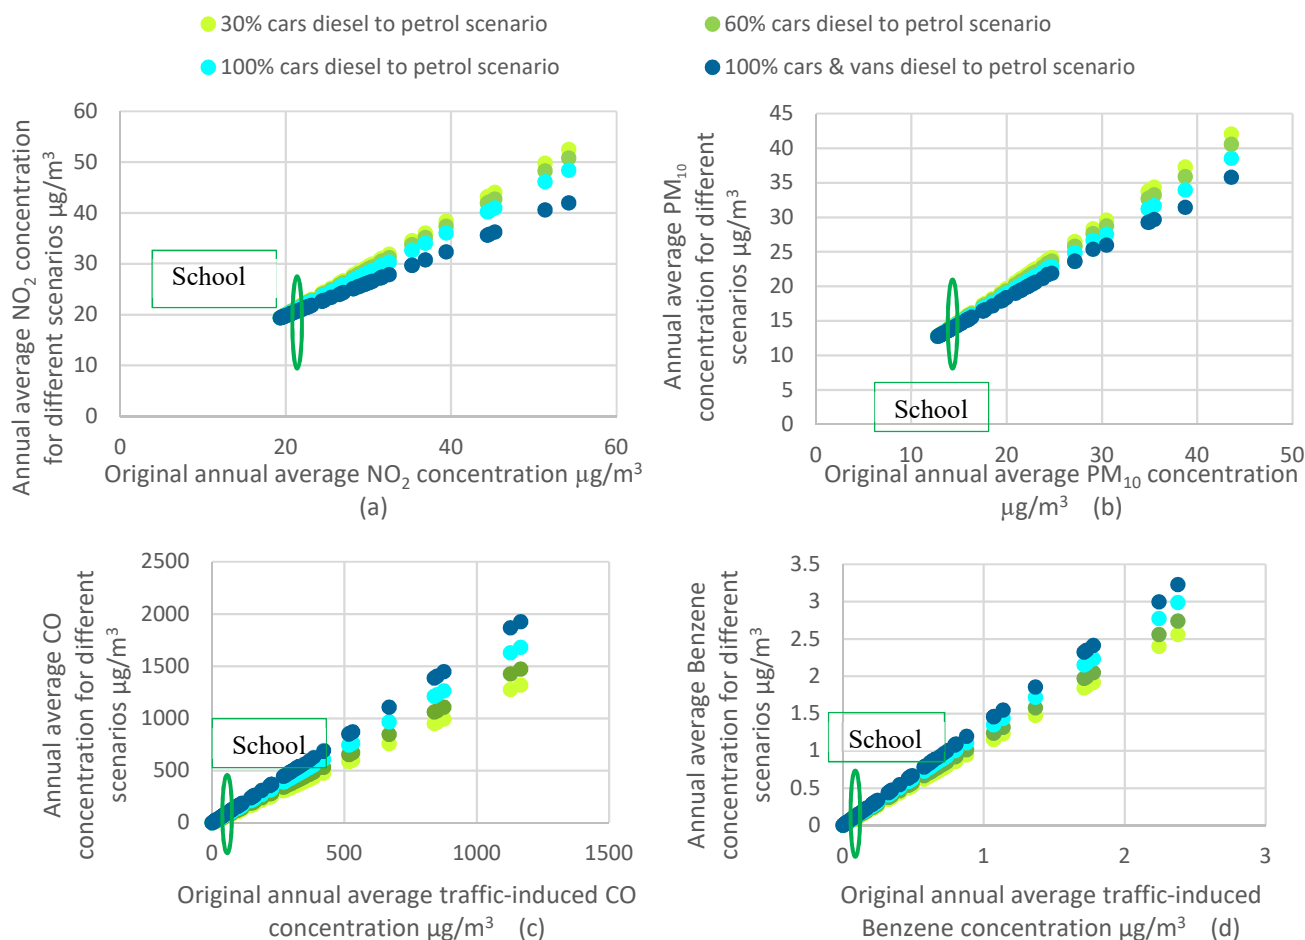 30% cars diesel to petrol scenario
60% cars diesel to petrol scenario
100% cars diesel to petrol scenario
100% cars & vans diesel to petrol scenario
Annual average NO2 concentration
for different scenarios μg/m³
60
50
40
30
20
10
0
School
0
20
40
60
Original annual average NO2 concentration μg/m³
(a)
Annual average PM10
concentration for different
scenarios μg/m³
45
40
35
30
25
20
15
10
5
0
School
0
10
20
30
40
50
Original annual average PM10 concentration
μg/m³ (b)
Annual average CO
concentration for different
scenarios μg/m³
2500
2000
1500
1000
500
0
School
0
500
1000
1500
Original annual average traffic-induced CO
concentration μg/m³ (c)
Annual average Benzene
concentration for different
scenarios μg/m³
3.5
3
2.5
2
1.5
1
0.5
0
School
0
1
2
3
Original annual average traffic-induced
Benzene concentration μg/m³ (d)